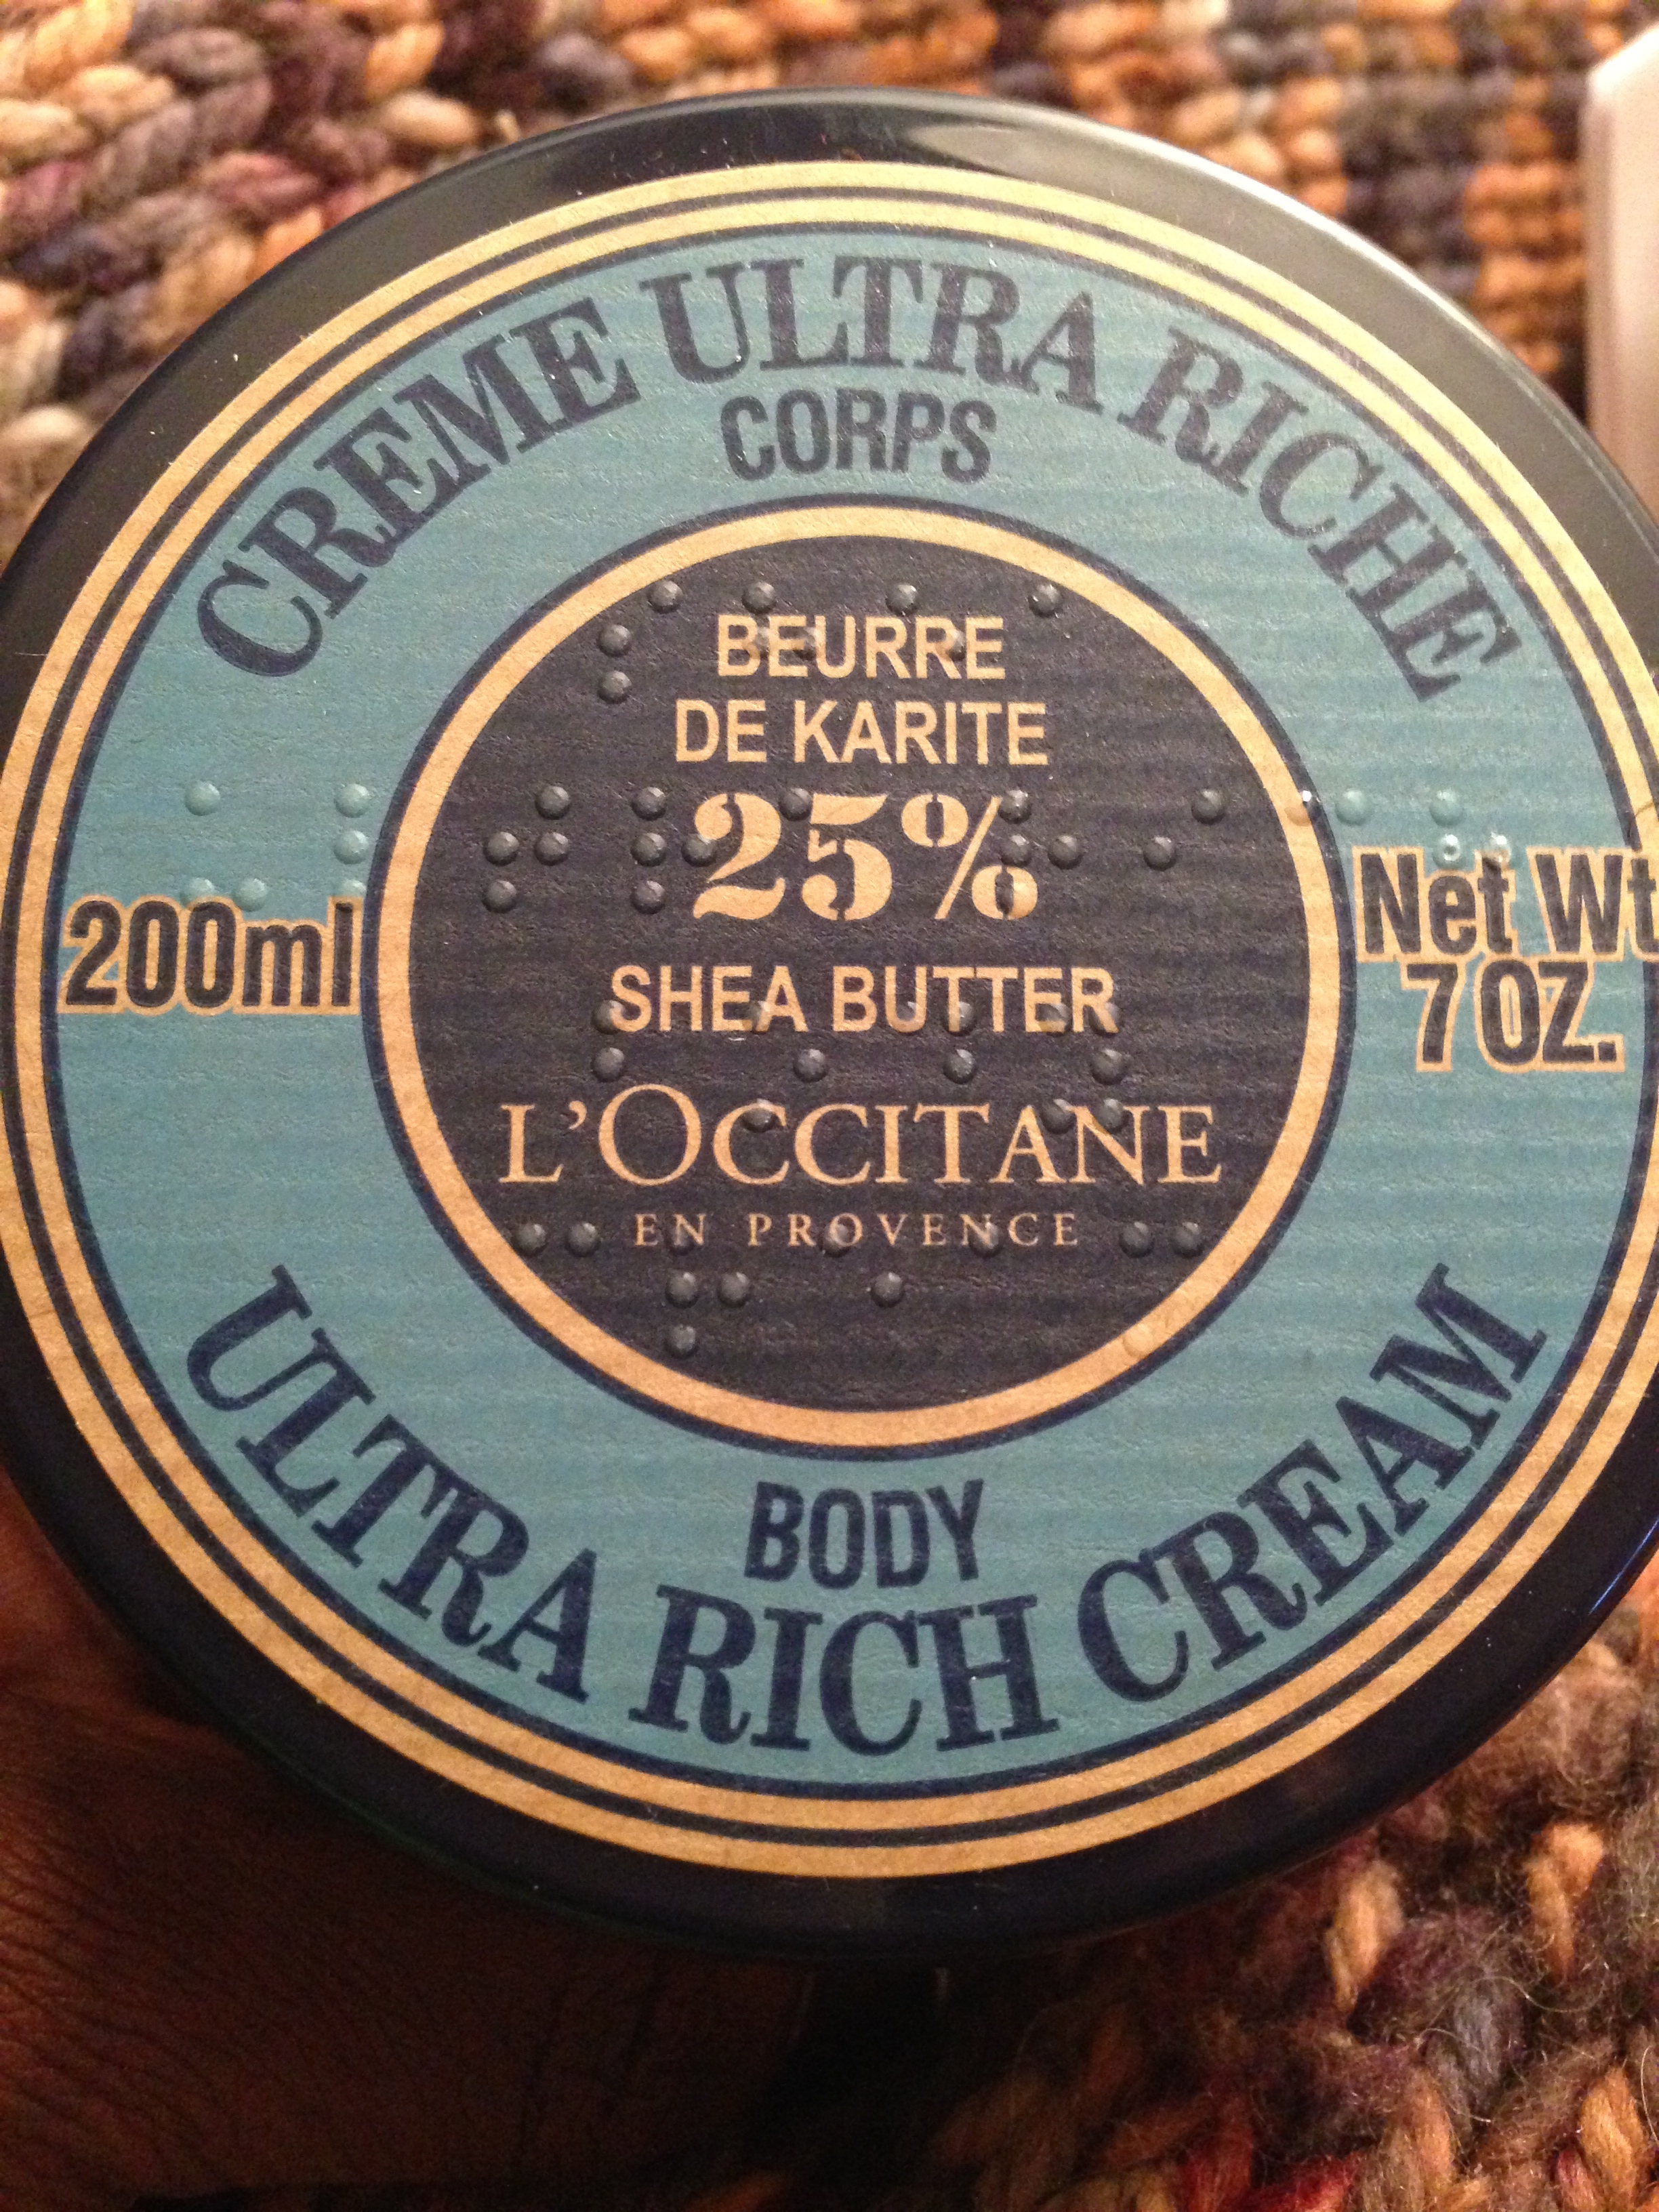 CREME ULTRA RICHE
CORPS
BEURRE
DE KARITE
25%
SHEA BUTTER
L'OCCITANE
EN PROVENCE
200ml
Net Wt
7 OZ.
BODY
ULTRA RICH CREAM